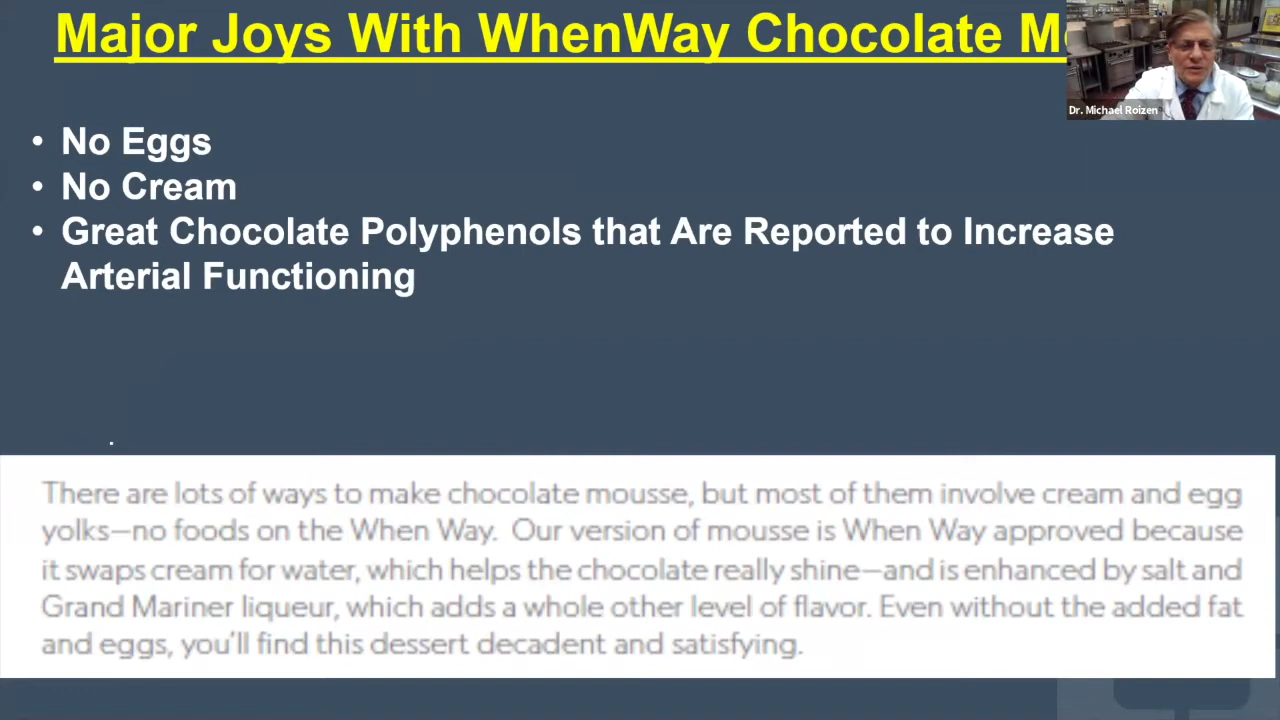 Major Joys With WhenWay Chocolate
Dr. Michael Roizen
• No Eggs
• No Cream
• Great Chocolate Polyphenols that Are Reported to Increase
Arterial Functioning
.
There are lots of ways to make chocolate mousse, but most of them involve cream and egg
yolks—no foods on the When Way. Our version of mousse is When Way approved because
it swaps cream for water, which helps the chocolate really shine—and is enhanced by salt and
Grand Mariner liqueur, which adds a whole other level of flavor. Even without the added fat
and eggs, you'll find this dessert decadent and satisfying.